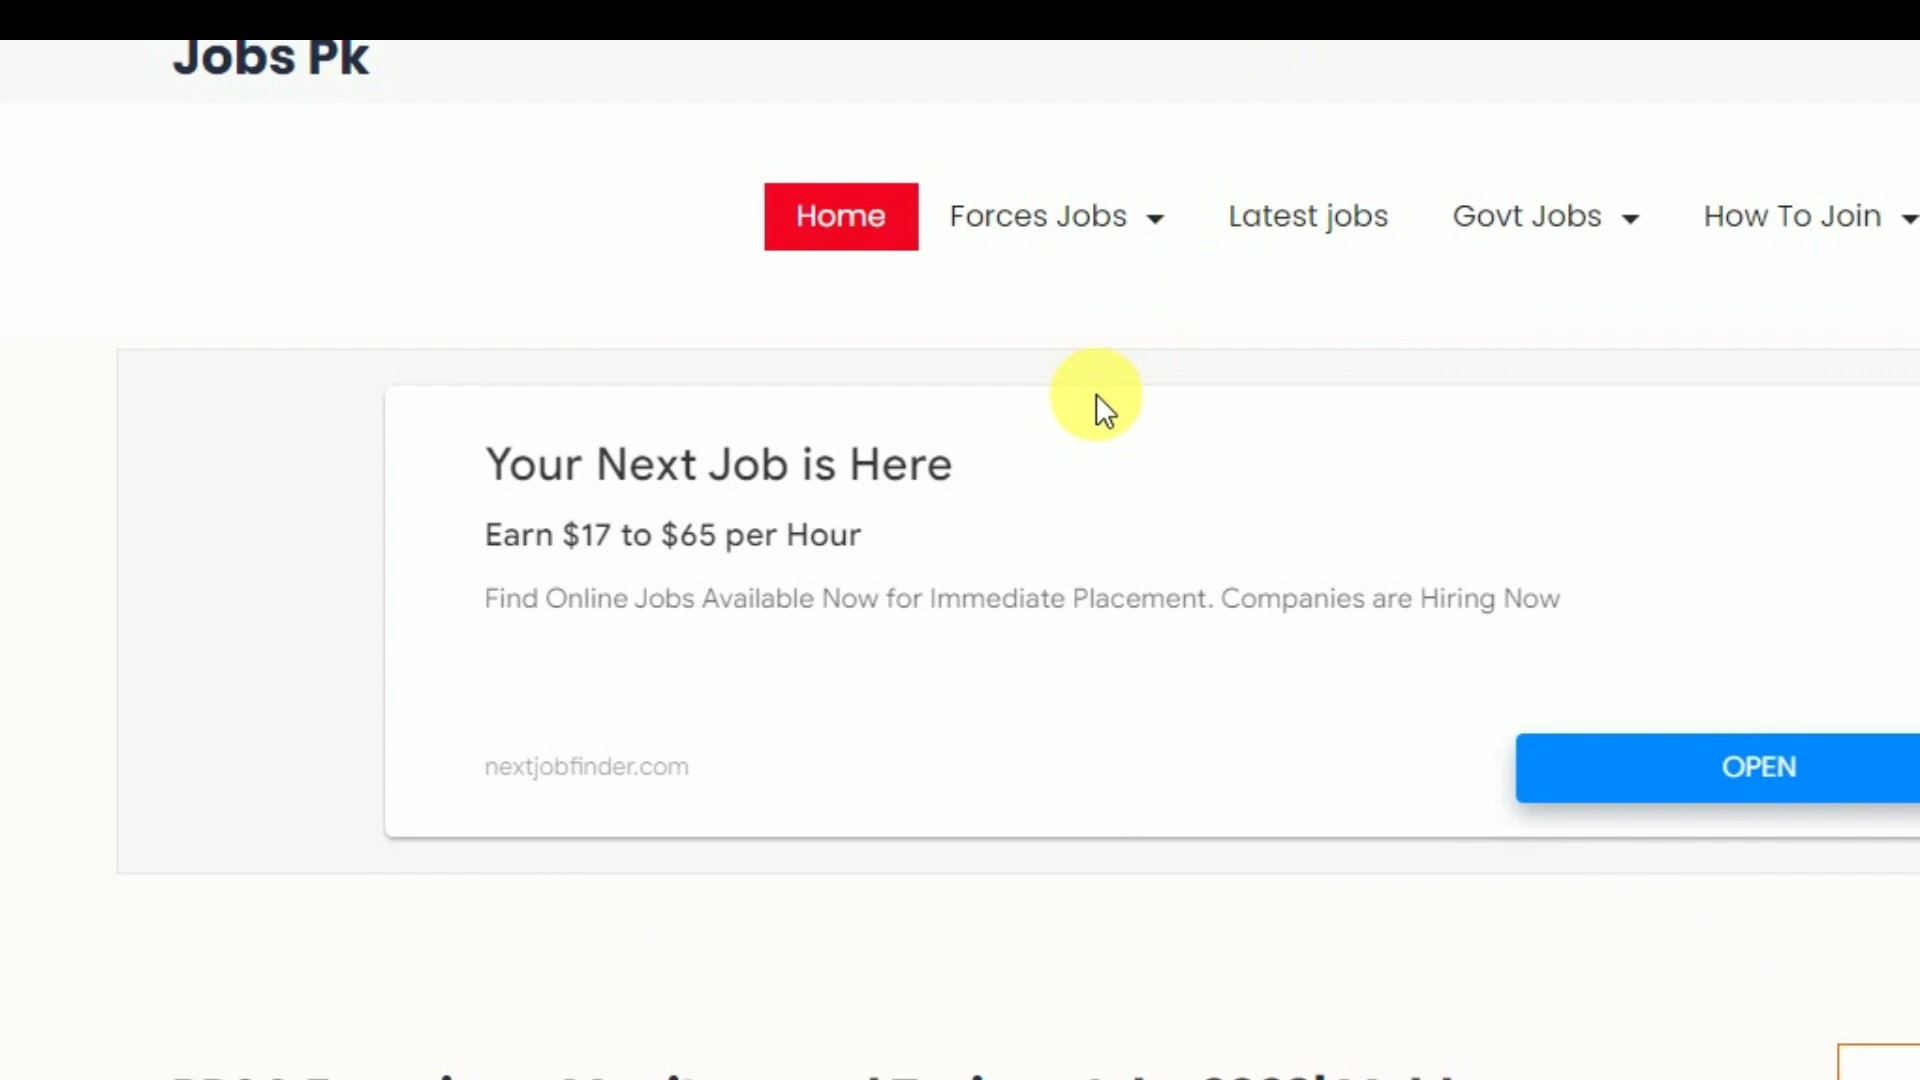 Jobs Pk
Home Forces Jobs Latest jobs Govt Jobs How To Join
Your Next Job is Here
Earn $17 to $65 per Hour
Find Online Jobs Available Now for Immediate Placement. Companies are Hiring Now
nextjobfinder.com
OPEN